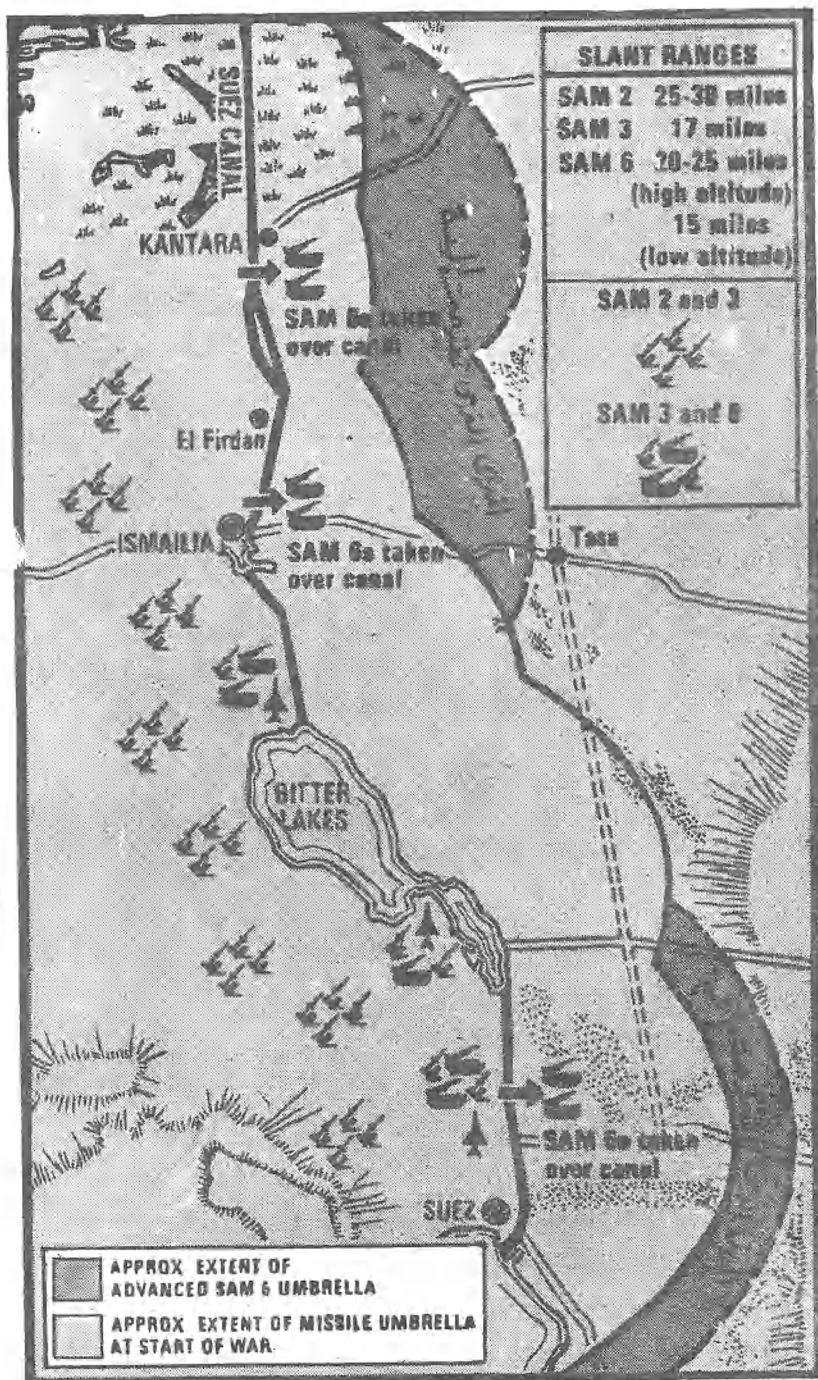 SLANT RANGES
SAM 2 25-30 miles
SAM 3 17 miles
SAM 6 20-25 miles
(high altitude)
15 miles
(low altitude)
SAM 2 and 3
SAM 3 and 6
SUEZ CANAL
KANTARA
SAM 6s taken
over canal
El Firdan
ISMAILIA
SAM 6s taken
over canal
Tasa
BITTER
LAKES
SAM 6s taken
over canal
SUEZ
APPROX EXTENT OF
ADVANCED SAM 6 UMBRELLA
APPROX EXTENT OF MISSILE UMBRELLA
AT START OF WAR